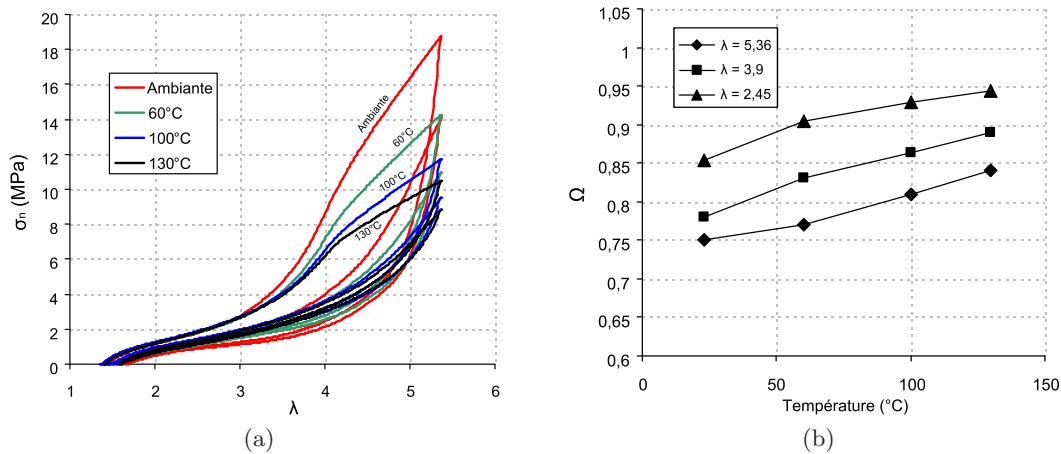 20
18
16
14
12
10
8
6
4
2
0
σn (MPa)
Ambiante
60°C
100°C
130°C
Ambiante
60°C
100°C
130°C
1
2
3
4
5
6
λ
(a)
1,05
1
0,95
0,9
0,85
0,8
0,75
0,7
0,65
0,6
Ω
λ = 5,36
λ = 3,9
λ = 2,45
0
50
100
150
Température (°C)
(b)